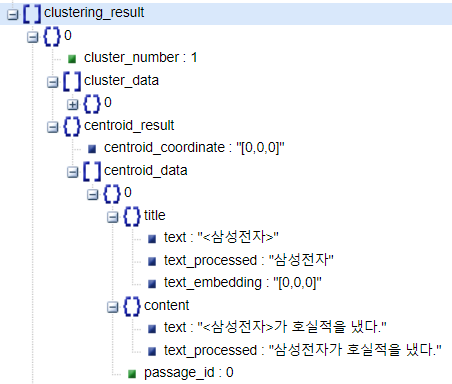 clustering_result
0
cluster_number : 1
cluster_data
0
centroid_result
centroid_coordinate : "[0,0,0]"
centroid_data
0
title
text : "<삼성전자>"
text_processed : "삼성전자"
text_embedding : "[0,0,0]"
content
text : "<삼성전자>가 호실적을 냈다."
text_processed : "삼성전자가 호실적을 냈다."
passage_id : 0